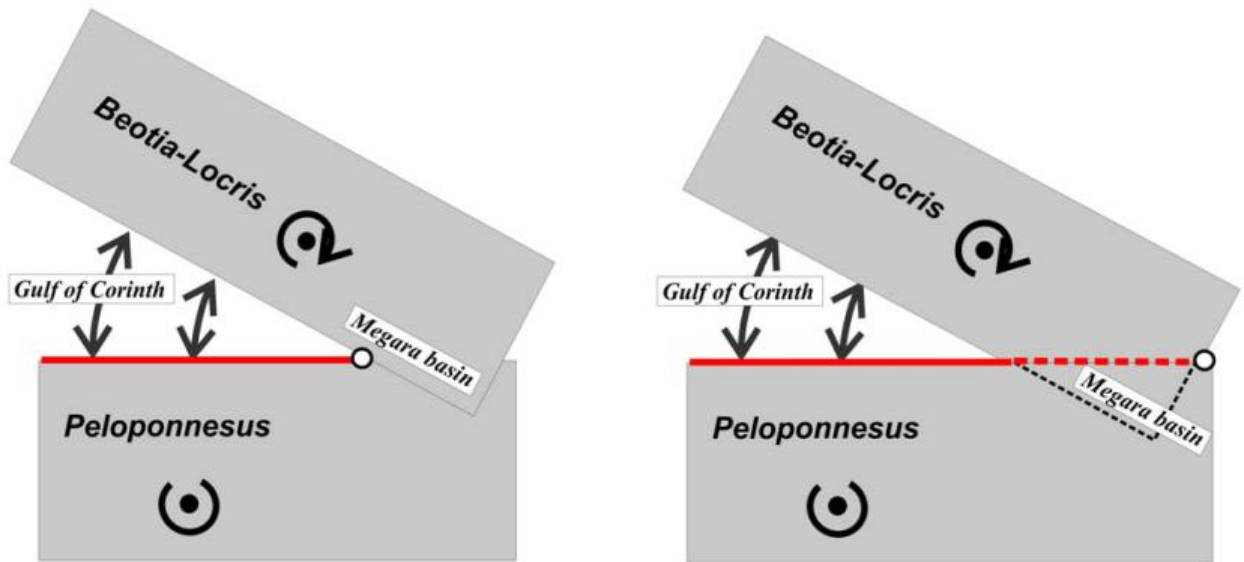 Beotia-Locris
Gulf of Corinth
Megara basin
Peloponnesus
Beotia-Locris
Gulf of Corinth
Megara basin
Peloponnesus